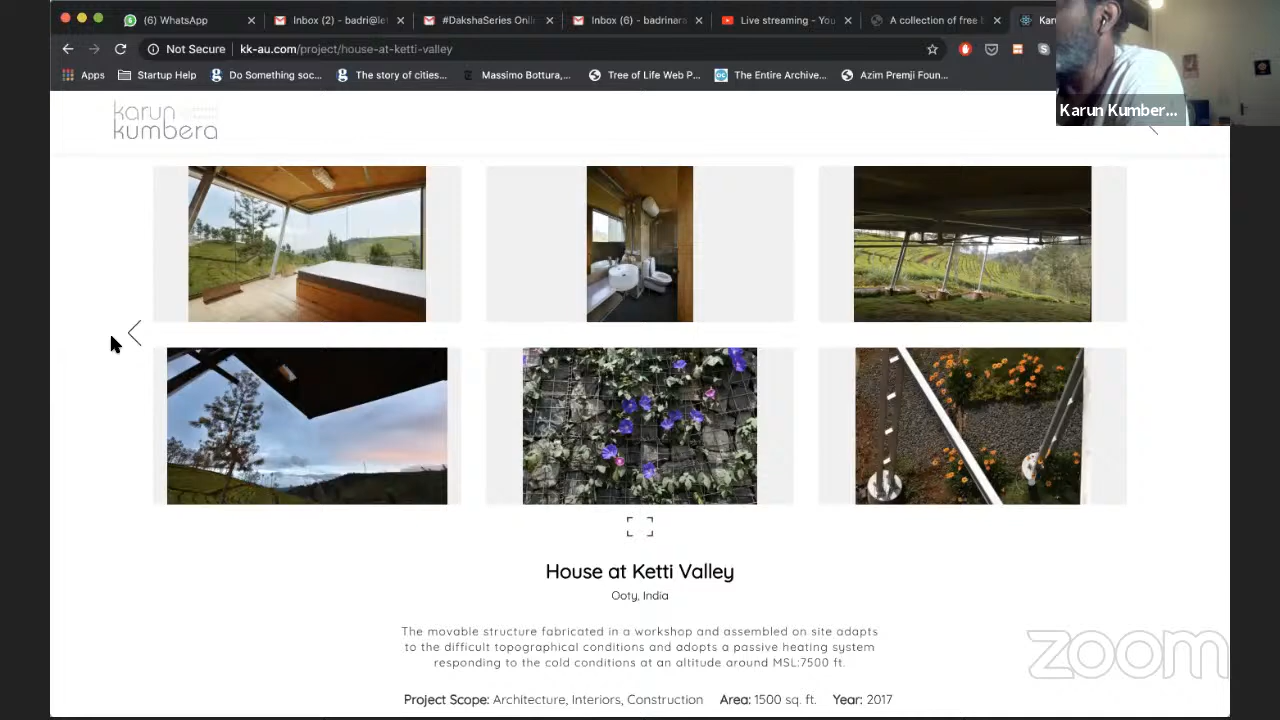 (6) WhatsApp
Inbox (2) - badri@le
#DakshaSeries Onli
Inbox (6) - badrinara
Live streaming - You
A collection of free b
Kar
Not Secure
kk-au.com/project/house-at-ketti-valley
Apps
Startup Help
Do Something soc...
The story of cities...
Massimo Bottura,...
Tree of Life Web P...
The Entire Archive...
Azim Premji Foun...
Karun Kumber...
karun
kumbera
House at Ketti Valley
Ooty, India
The movable structure fabricated in a workshop and assembled on site adapts
to the difficult topographical conditions and adopts a passive heating system
responding to the cold conditions at an altitude around MSL:7500 ft.
Project Scope: Architecture, Interiors, Construction Area: 1500 sq. ft. Year: 2017
zoom